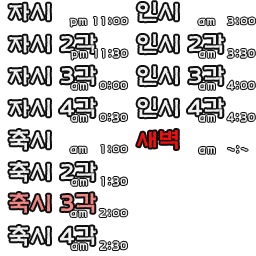 자시 pm 11:00
자시 2각 pm 11:30
자시 3각 am 0:00
자시 4각 am 0:30
축시 am 1:00
축시 2각 am 1:30
축시 3각 am 2:00
축시 4각 am 2:30
인시 am 3:00
인시 2각 am 3:30
인시 3각 am 4:00
인시 4각 am 4:30
새벽 am ~:~